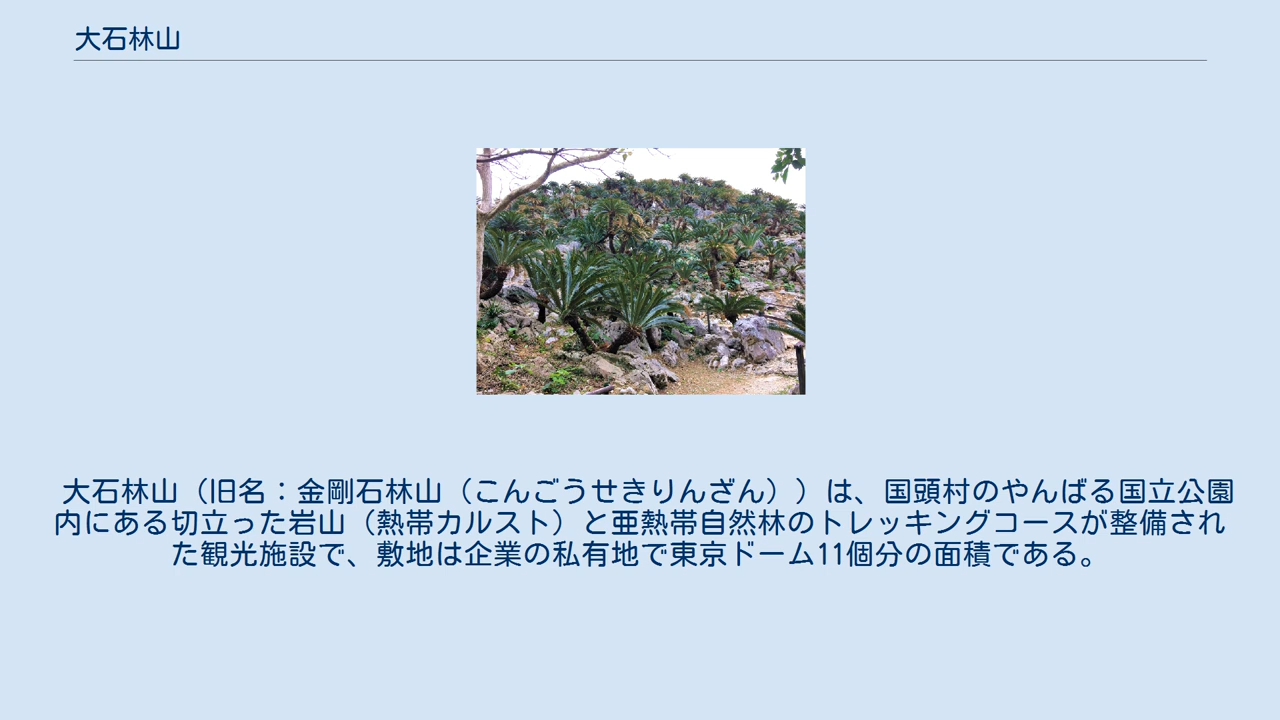 大石林山
大石林山（旧名：金剛石林山（こんごうせきりんざん））は、国頭村のやんばる国立公園
内にある切立った岩山（熱帯カルスト）と亜熱帯自然林のトレッキングコースが整備され
た観光施設で、敷地は企業の私有地で東京ドーム11個分の面積である。